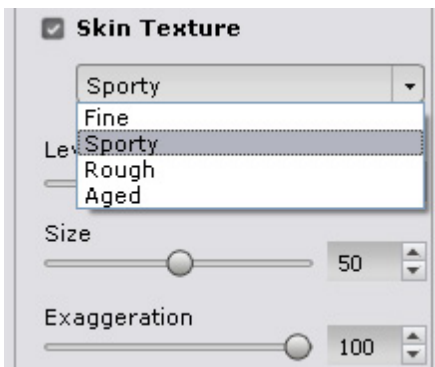 Skin Texture
Sporty
Fine
Sporty
Rough
Aged
Size
50
Exaggeration
100